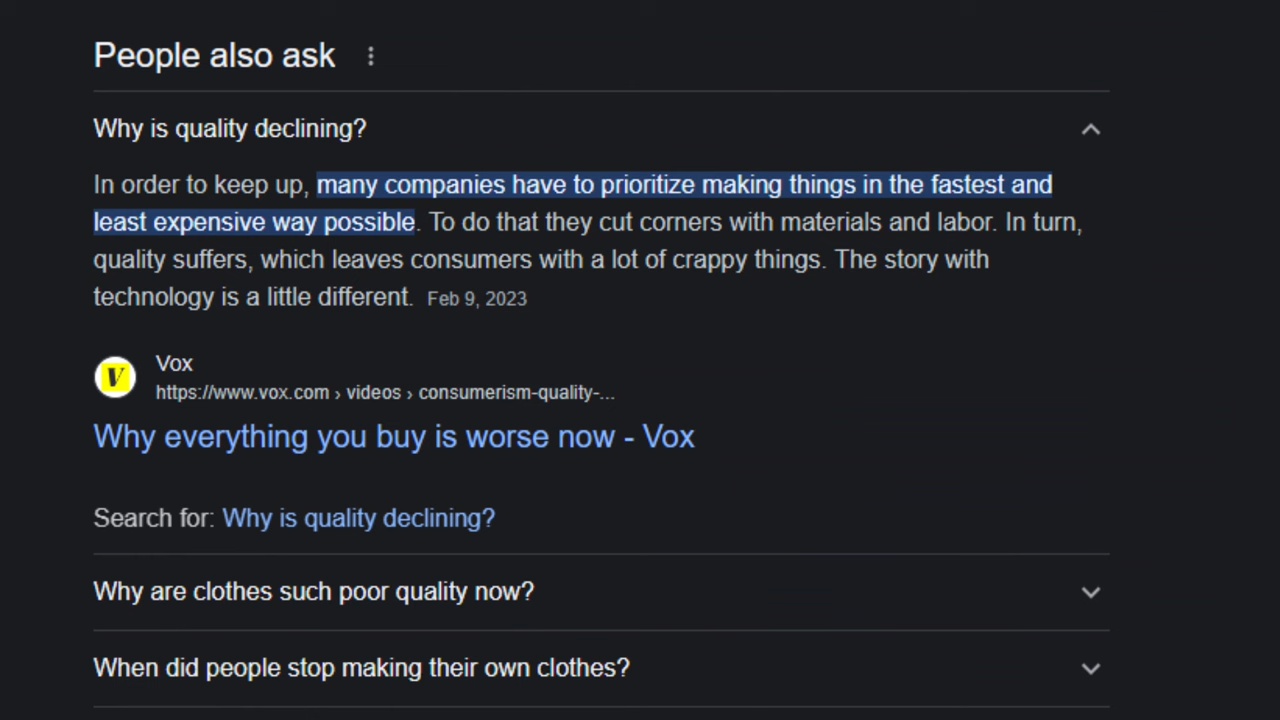 People also ask
Why is quality declining?
In order to keep up, many companies have to prioritize making things in the fastest and
least expensive way possible. To do that they cut corners with materials and labor. In turn,
quality suffers, which leaves consumers with a lot of crappy things. The story with
technology is a little different. Feb 9, 2023
V
Vox
https://www.vox.com › videos › consumerism-quality-...
Why everything you buy is worse now - Vox
Search for: Why is quality declining?
Why are clothes such poor quality now?
When did people stop making their own clothes?